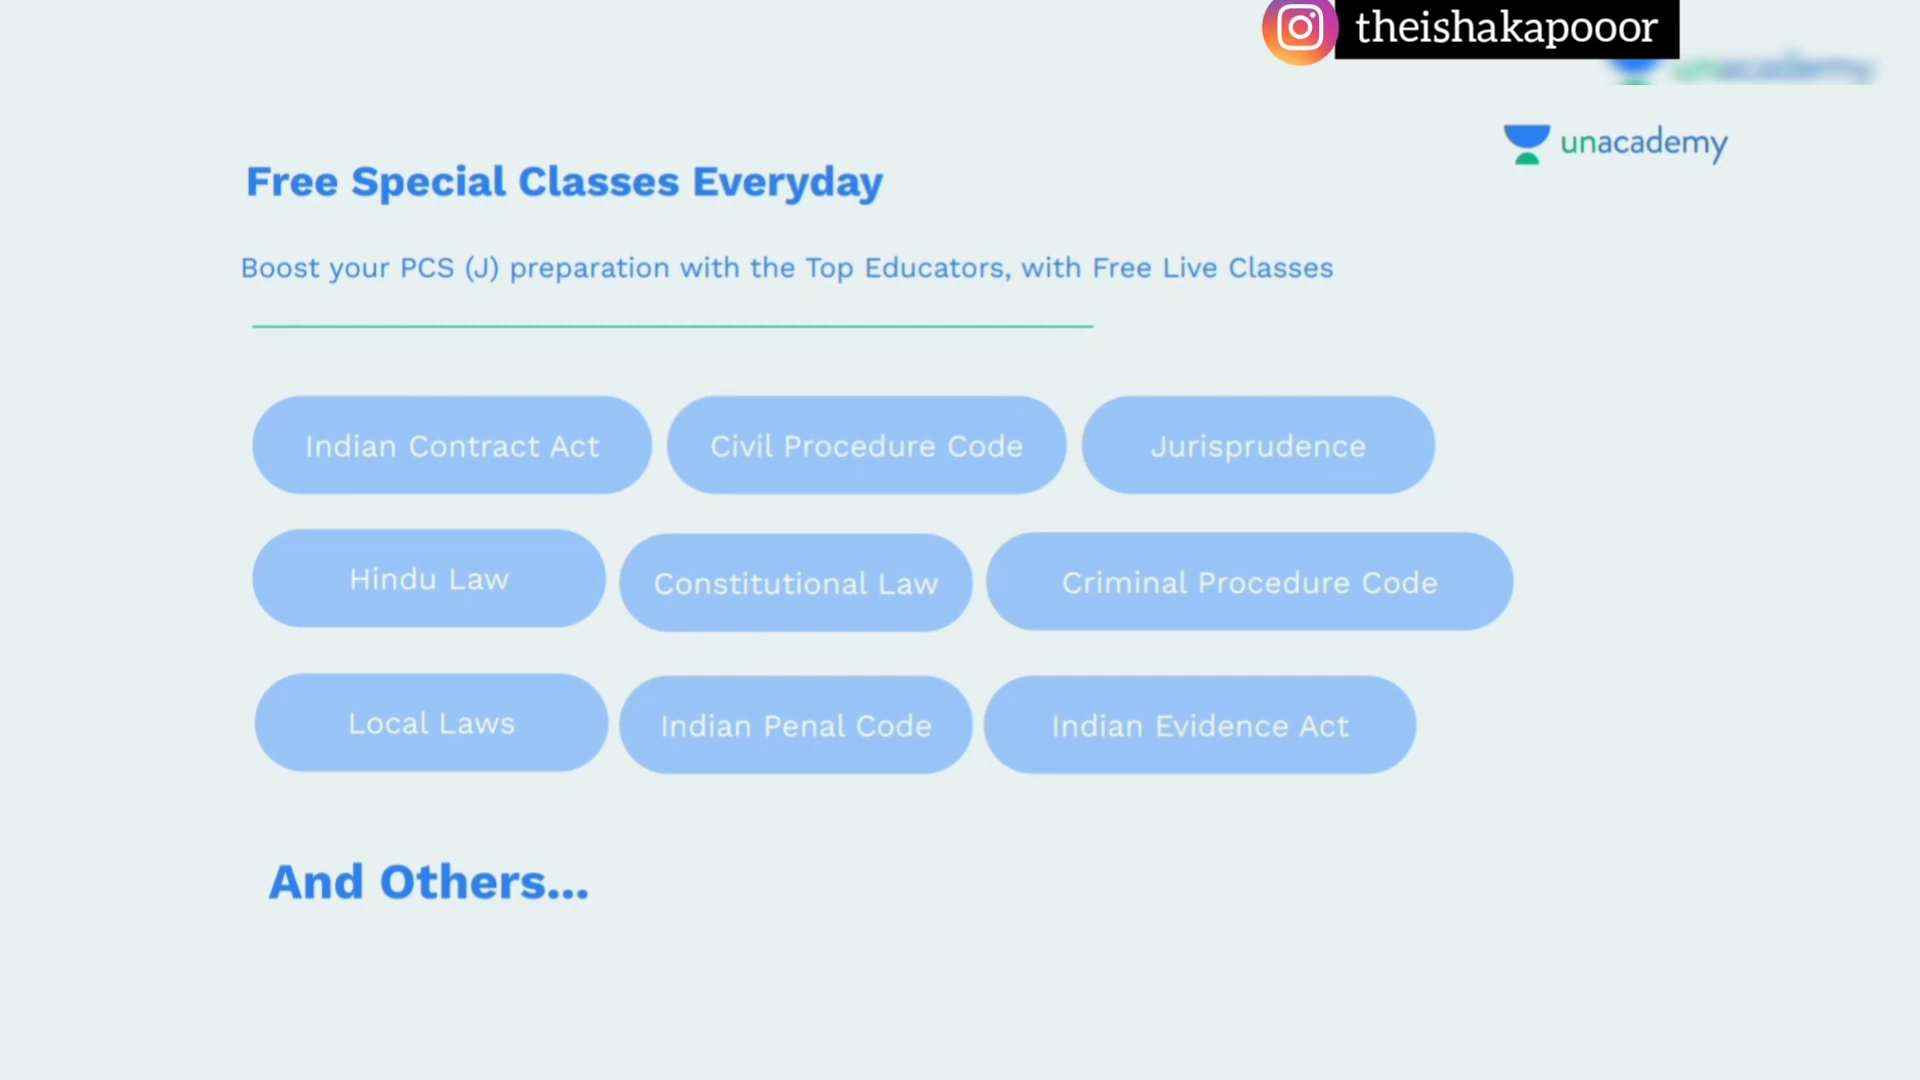 theishakapooor
unacademy
unacademy
Free Special Classes Everyday
Boost your PCS (J) preparation with the Top Educators, with Free Live Classes
Indian Contract Act
Civil Procedure Code
Jurisprudence
Hindu Law
Constitutional Law
Criminal Procedure Code
Local Laws
Indian Penal Code
Indian Evidence Act
And Others...